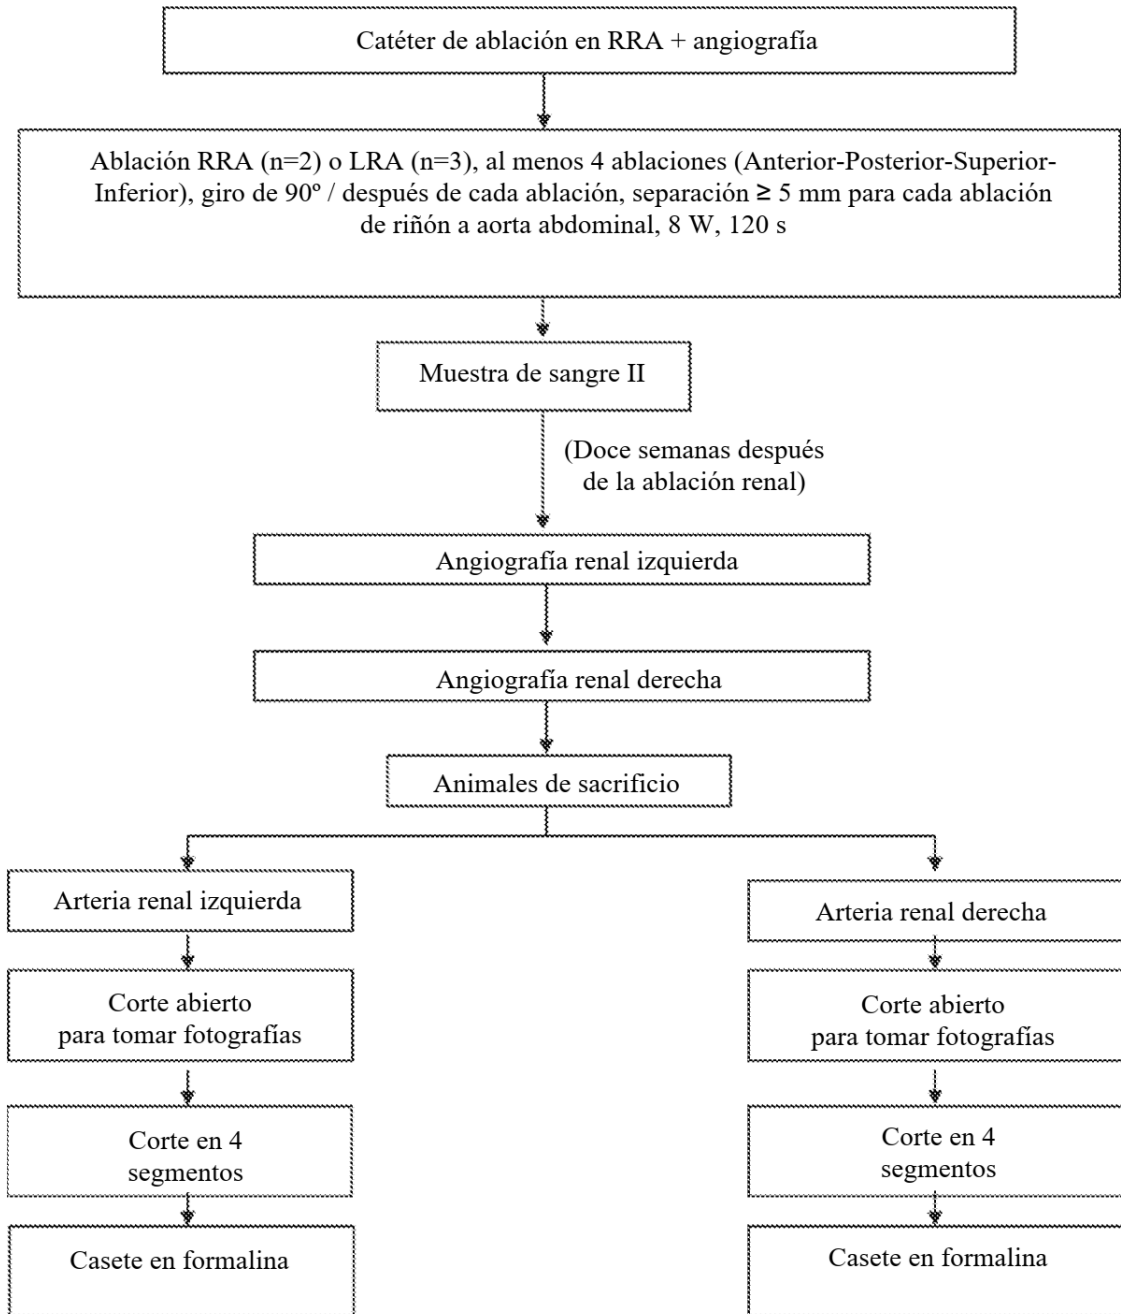 Catéter de ablación en RRA + angiografía
Ablación RRA (n=2) o LRA (n=3), al menos 4 ablaciones (Anterior-Posterior-Superior-
Inferior), giro de 90º / después de cada ablación, separación ≥ 5 mm para cada ablación
de riñón a aorta abdominal, 8 W, 120 s
Muestra de sangre II
(Doce semanas después
de la ablación renal)
Angiografía renal izquierda
Angiografía renal derecha
Animales de sacrificio
Arteria renal izquierda
Corte abierto
para tomar fotografías
Corte en 4
segmentos
Casete en formalina
Arteria renal derecha
Corte abierto
para tomar fotografías
Corte en 4
segmentos
Casete en formalina